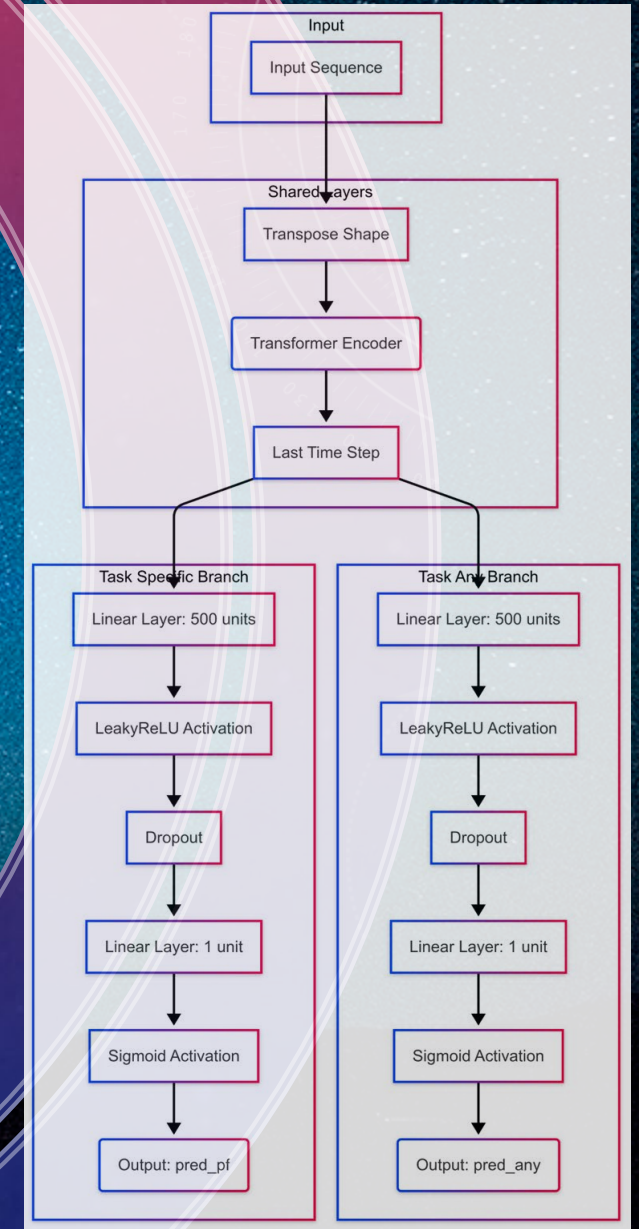 Input
Input Sequence
Shared Layers
Transpose Shape
Transformer Encoder
Last Time Step
Task Specific Branch
Linear Layer: 500 units
LeakyReLU Activation
Dropout
Linear Layer: 1 unit
Sigmoid Activation
Output: pred_pf
Task Any Branch
Linear Layer: 500 units
LeakyReLU Activation
Dropout
Linear Layer: 1 unit
Sigmoid Activation
Output: pred_any